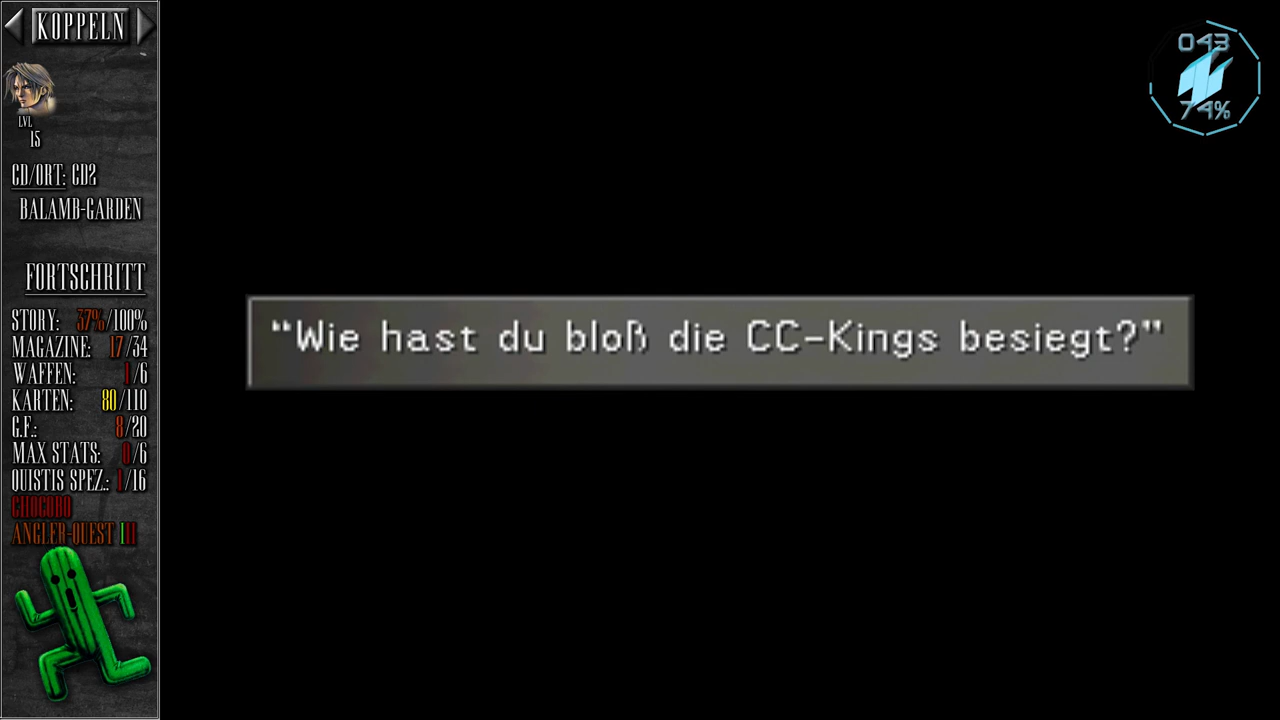 KOPPELN
LVL
15
CD/ORT: CD2
BALAMB-GARDEN
FORTSCHRITT
STORY: 37%/100%
MAGAZINE: 17/34
WAFFEN: 1/6
KARTEN: 80/110
G.F.: 8/20
MAX STATS: 0/6
QUISTIS SPEZ.: 1/16
CHOCOBO
ANGLER-QUEST
043
74%
“Wie hast du bloß die CC-Kings besiegt?”